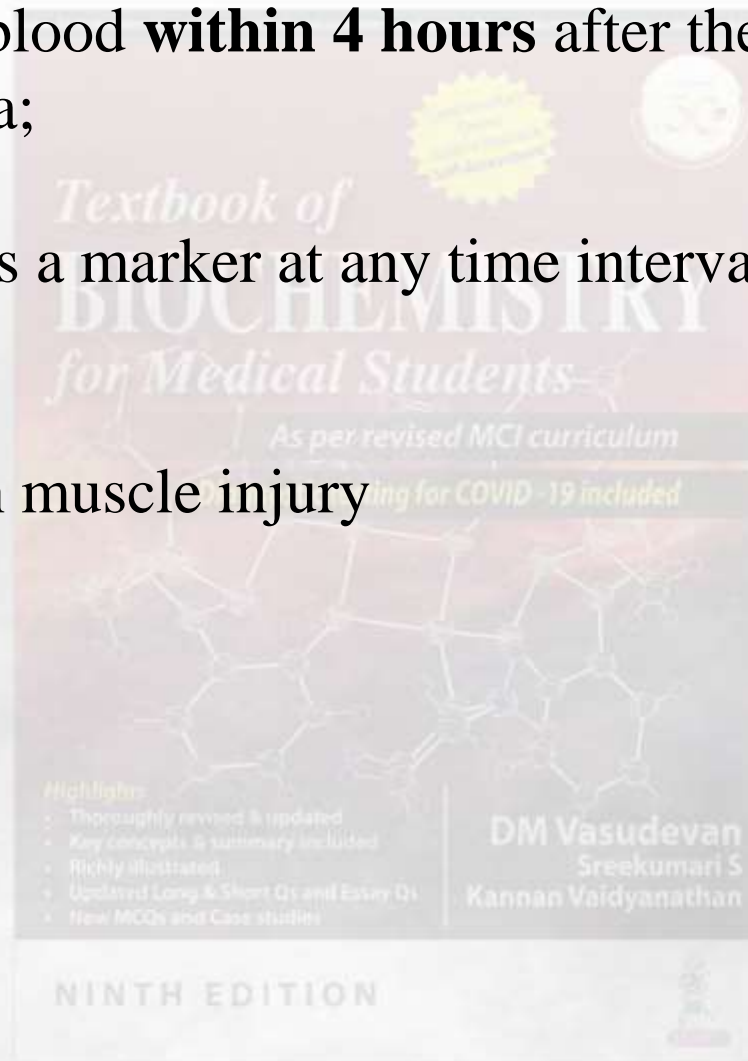 blood within 4 hours after the
a;
Textbook of
s a marker at any time interva
BIOCHEMISTRY
for Medical Students
As per revised MCI curriculum
n muscle injury
ing for COVID-19 included
Highlights
• Thoroughly revised & updated
• Key concepts & summary included
• Richly illustrated
• Updated Long & Short Qs and Essay Qs
• New MCQs and Case studies
DM Vasudevan
Sreekumari S
Kannan Vaidyanathan
NINTH EDITION